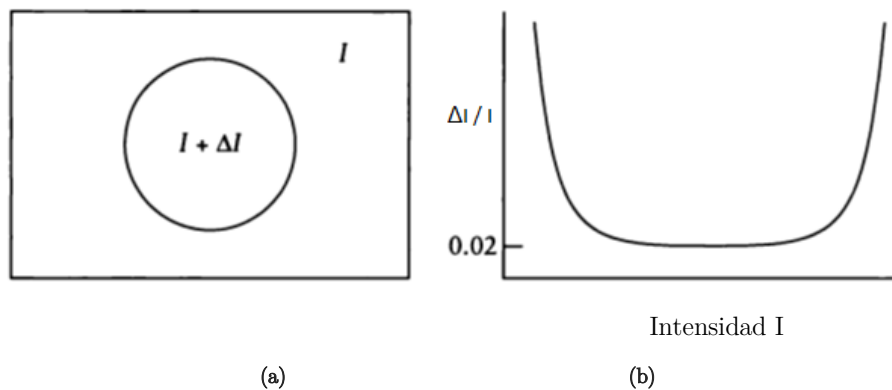 I
I + ΔI
(a)
ΔI / I
0.02
Intensidad I
(b)